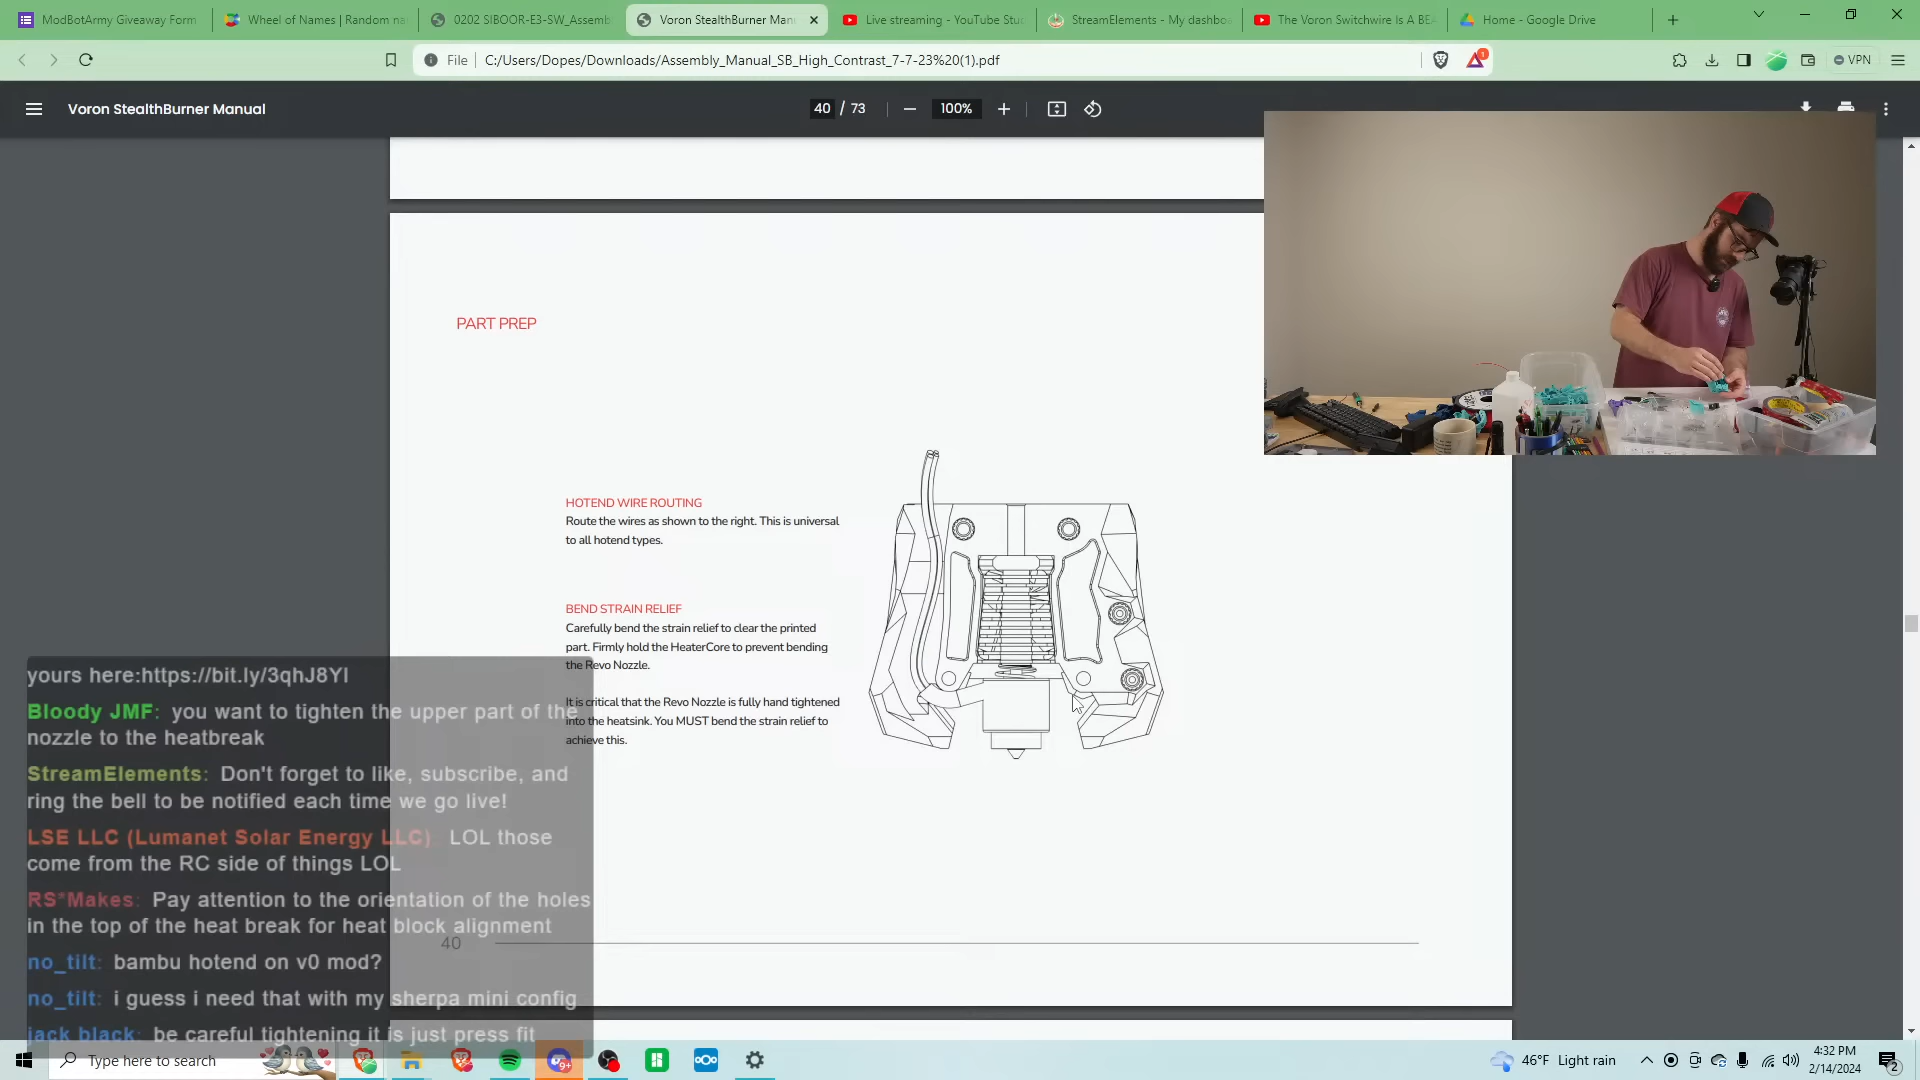 ModBotArmy Giveaway Form
Wheel of Names | Random na
0202 SIBOOR-E3-SW_Assemb
Voron StealthBurner Man
Live streaming - YouTube Stud
StreamElements - My dashboa
The Voron Switchwire Is A BEA
Home - Google Drive
File
C:/Users/Dopes/Downloads/Assembly_Manual_SB_High_Contrast_7-7-23%20(1).pdf
1
VPN
Voron StealthBurner Manual
40 / 73
100%
PART PREP
HOTEND WIRE ROUTING
Route the wires as shown to the right. This is universal
to all hotend types.
BEND STRAIN RELIEF
Carefully bend the strain relief to clear the printed
part. Firmly hold the HeaterCore to prevent bending
the Revo Nozzle.
It is critical that the Revo Nozzle is fully hand tightened
into the heatsink. You MUST bend the strain relief to
achieve this.
40
yours here:https://bit.ly/3qhJ8YI
Bloody JMF: you want to tighten the upper part of the
nozzle to the heatbreak
StreamElements: Don't forget to like, subscribe, and
ring the bell to be notified each time we go live!
LSE LLC (Lumanet Solar Energy LLC): LOL those
come from the RC side of things LOL
RS*Makes: Pay attention to the orientation of the holes
in the top of the heat break for heat block alignment
no_tilt: bambu hotend on v0 mod?
no_tilt: i guess i need that with my sherpa mini config
jack black: be careful tightening it is just press fit
Type here to search
9+
46°F Light rain
4:32 PM
2/14/2024
2